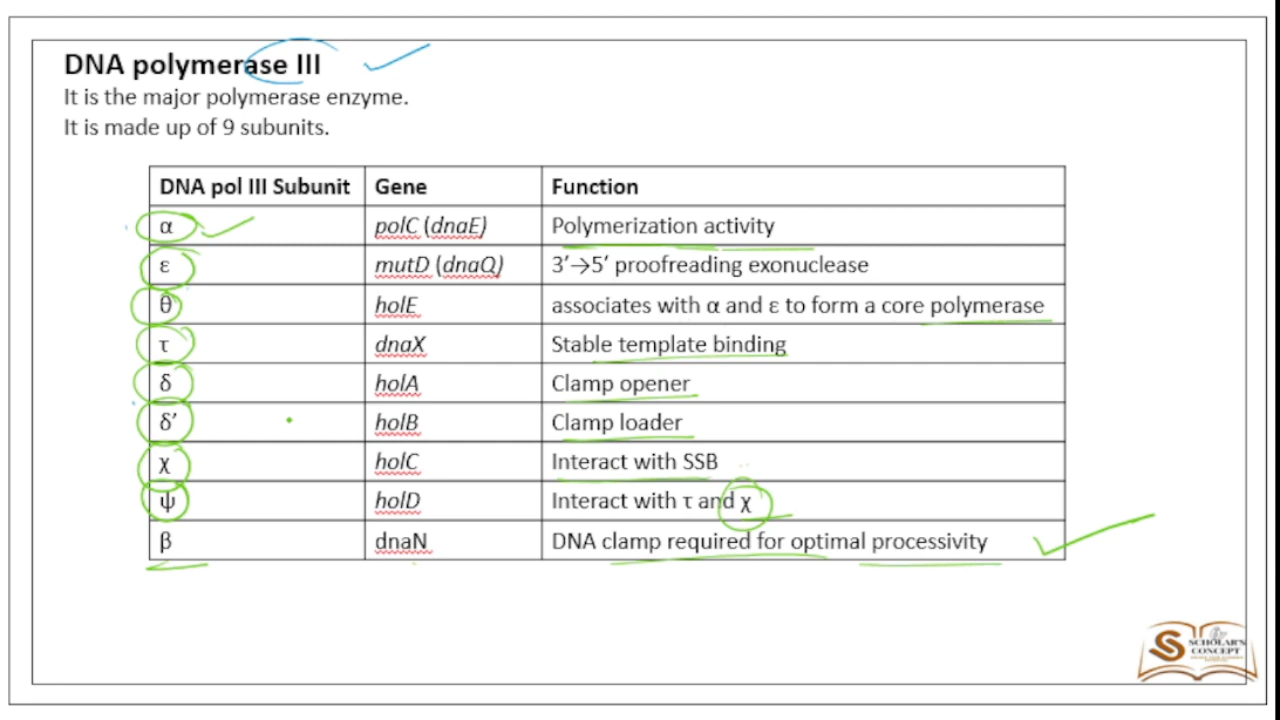 DNA polymerase III
It is the major polymerase enzyme.
It is made up of 9 subunits.
DNA pol III Subunit Gene Function
α polC (dnaE) Polymerization activity
ε mutD (dnaQ) 3′→5′ proofreading exonuclease
θ holE associates with α and ε to form a core polymerase
τ dnaX Stable template binding
δ holA Clamp opener
δ′ holB Clamp loader
χ holC Interact with SSB
ψ holD Interact with τ and χ
β dnaN DNA clamp required for optimal processivity
SCHOLAR'S
CONCEPT